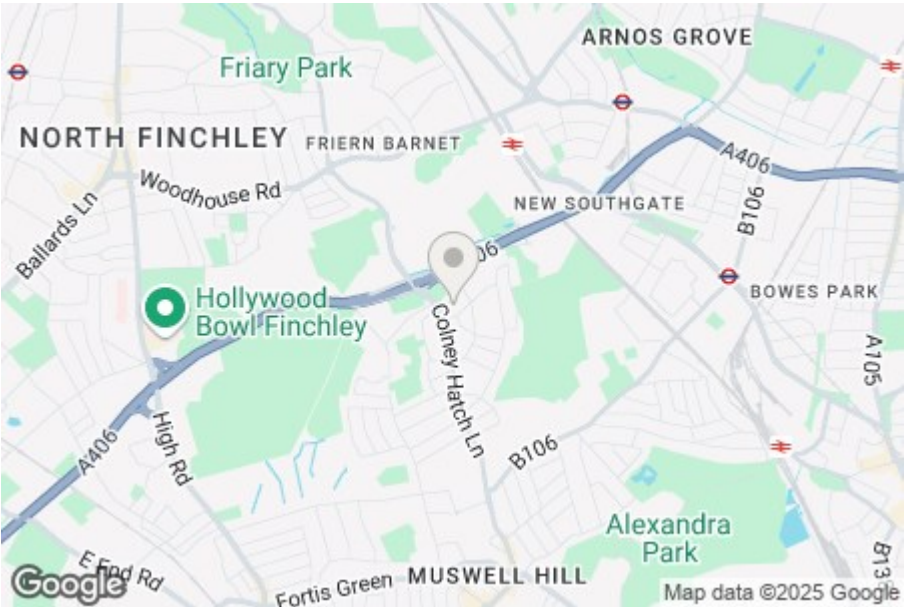 ARNOS GROVE
Friary Park
NORTH FINCHLEY
FRIERN BARNET
A406
Woodhouse Rd
B106
NEW SOUTHGATE
Ballards Ln
06
Hollywood
Bowl Finchley
BOWES PARK
Colney Hatch Ln
A105
High Rd
A406
B106
Alexandra
Park
E End Rd
Fortis Green
MUSWELL HILL
Google
Map data ©2025 Google